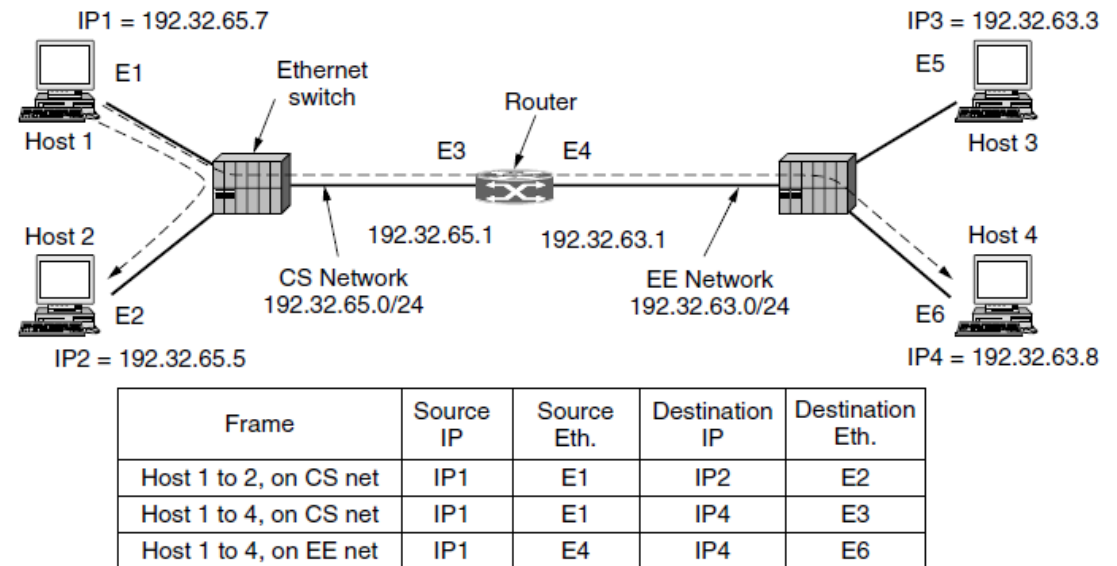 IP1 = 192.32.65.7
IP3 = 192.32.63.3
E1
Ethernet
switch
Router
E5
Host 1
E3
E4
Host 3
Host 2
192.32.65.1
192.32.63.1
Host 4
CS Network
192.32.65.0/24
EE Network
192.32.63.0/24
E2
E6
IP2 = 192.32.65.5
IP4 = 192.32.63.8
Frame Source IP Source Eth. Destination IP Destination Eth.
Host 1 to 2, on CS net IP1 E1 IP2 E2
Host 1 to 4, on CS net IP1 E1 IP4 E3
Host 1 to 4, on EE net IP1 E4 IP4 E6